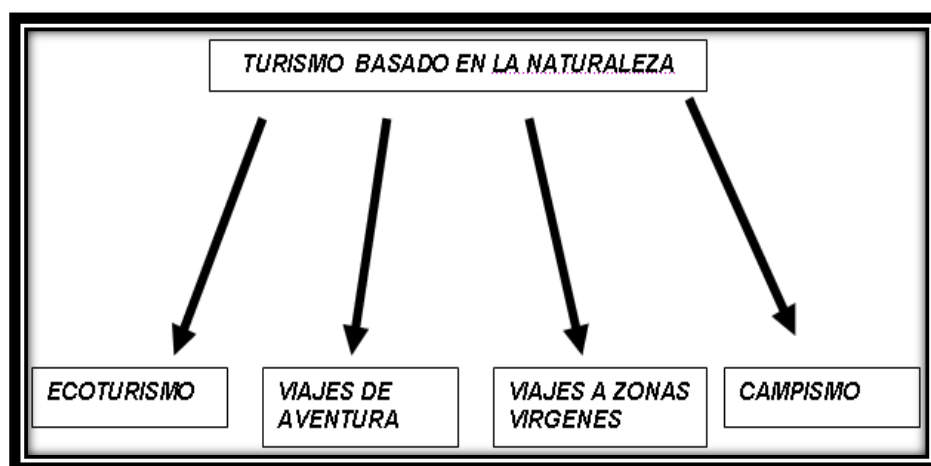 TURISMO BASADO EN LA NATURALEZA
ECOTURISMO
VIAJES DE
AVENTURA
VIAJES A ZONAS
VIRGENES
CAMPISMO